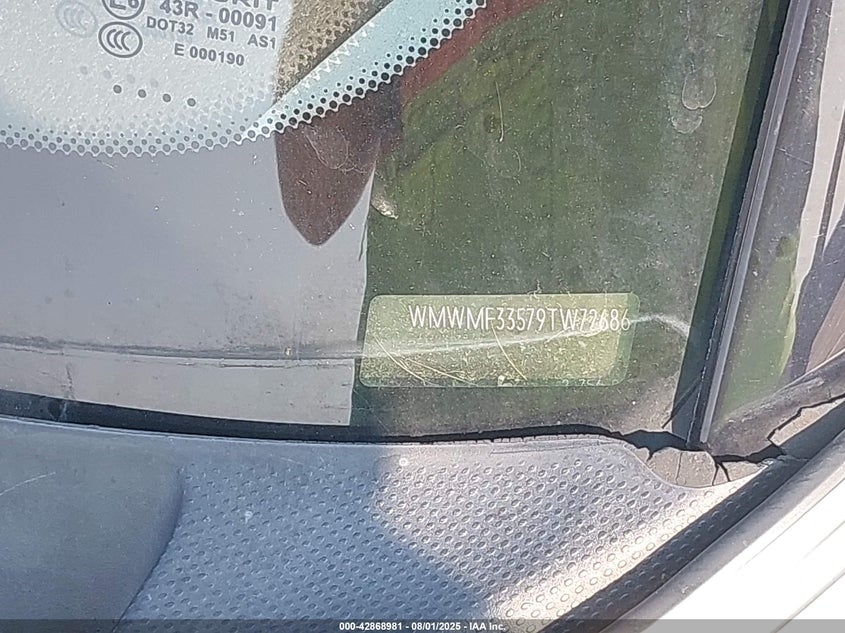 43R - 00091
DOT32 M51 AS1
E 000190
WMWMF33579TW72686
000-42868981 - 08/01/2025 - IAA Inc.